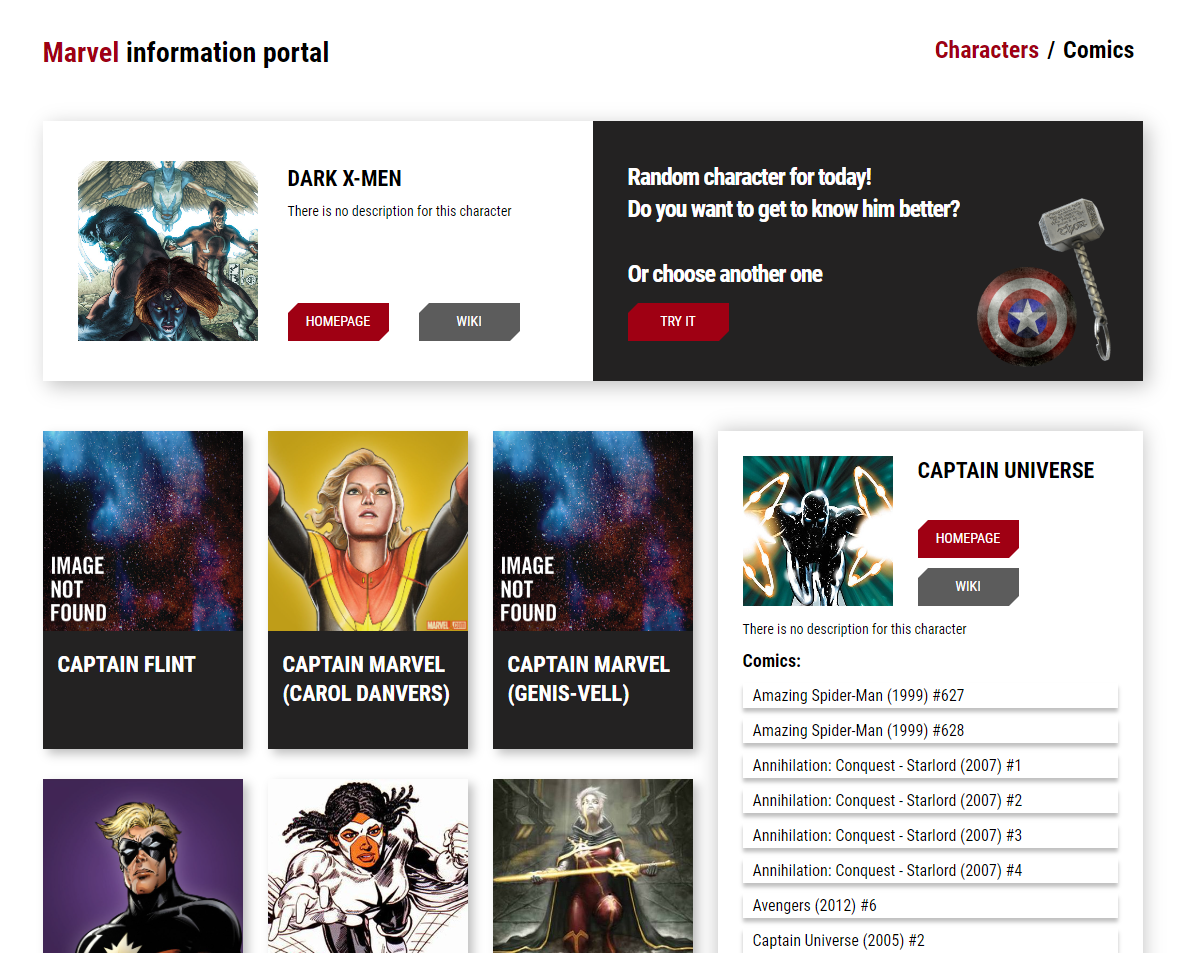 Marvel information portal
Characters / Comics
DARK X-MEN
There is no description for this character
HOMEPAGE
WIKI
Random character for today!
Do you want to get to know him better?
Or choose another one
TRY IT
IMAGE
NOT
FOUND
CAPTAIN FLINT
MARVEL
CAPTAIN MARVEL
(CAROL DANVERS)
IMAGE
NOT
FOUND
CAPTAIN MARVEL
(GENIS-VELL)
CAPTAIN UNIVERSE
HOMEPAGE
WIKI
There is no description for this character
Comics:
Amazing Spider-Man (1999) #627
Amazing Spider-Man (1999) #628
Annihilation: Conquest - Starlord (2007) #1
Annihilation: Conquest - Starlord (2007) #2
Annihilation: Conquest - Starlord (2007) #3
Annihilation: Conquest - Starlord (2007) #4
Avengers (2012) #6
Captain Universe (2005) #2